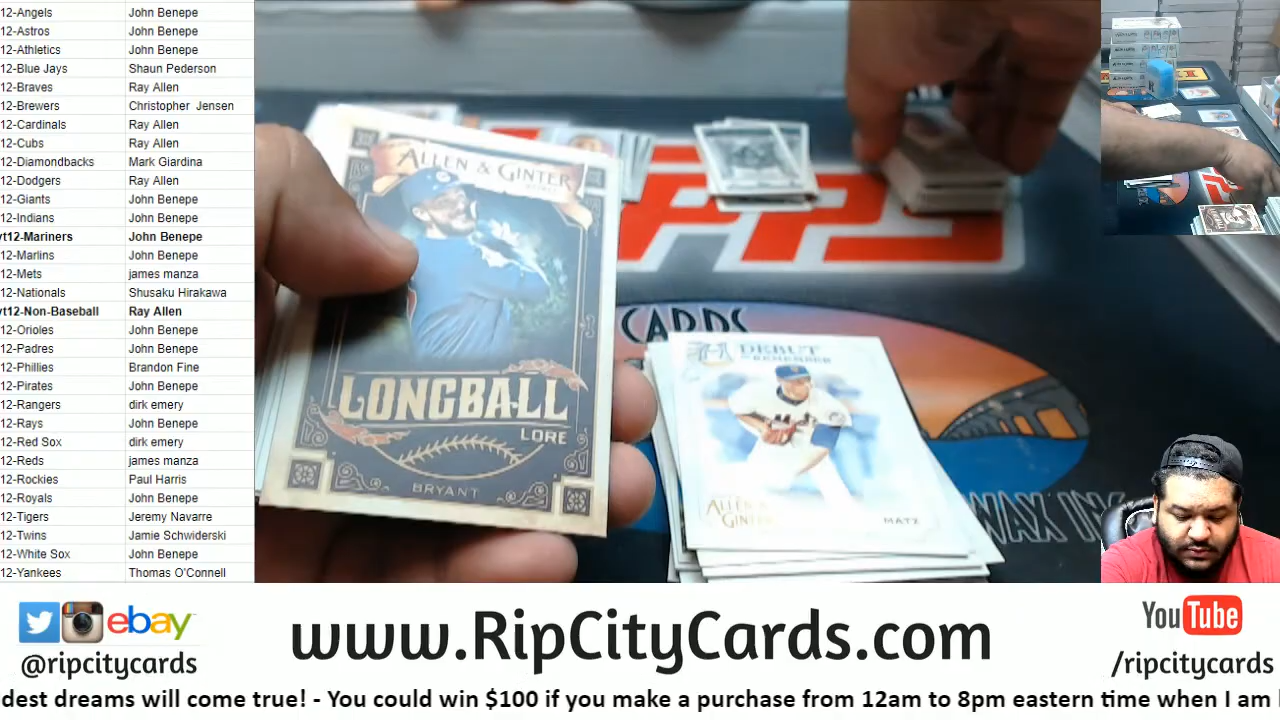 12-Angels John Benepe
12-Astros John Benepe
12-Athletics John Benepe
12-Blue Jays Shaun Pederson
12-Braves Ray Allen
12-Brewers Christopher Jensen
12-Cardinals Ray Allen
12-Cubs Ray Allen
12-Diamondbacks Mark Giardina
12-Dodgers Ray Allen
12-Giants John Benepe
12-Indians John Benepe
yt12-Mariners John Benepe
12-Marlins John Benepe
12-Mets james manza
12-Nationals Shusaku Hirakawa
yt12-Non-Baseball Ray Allen
12-Orioles John Benepe
12-Padres John Benepe
12-Phillies Brandon Fine
12-Pirates John Benepe
12-Rangers dirk emery
12-Rays John Benepe
12-Red Sox dirk emery
12-Reds james manza
12-Rockies Paul Harris
12-Royals John Benepe
12-Tigers Jeremy Navarre
12-Twins Jamie Schwiderski
12-White Sox John Benepe
12-Yankees Thomas O'Connell
ALLEN & GINTER
LONGBALL
LORE
BRYANT
PPS
CARDS
DEBUT
TO REMEMBER
ALLEN &
GINTER
MATZ
WAX IN
ebay
@ripcitycards
www.RipCityCards.com
YouTube
/ripcitycards
dest dreams will come true! - You could win $100 if you make a purchase from 12am to 8pm eastern time when I am